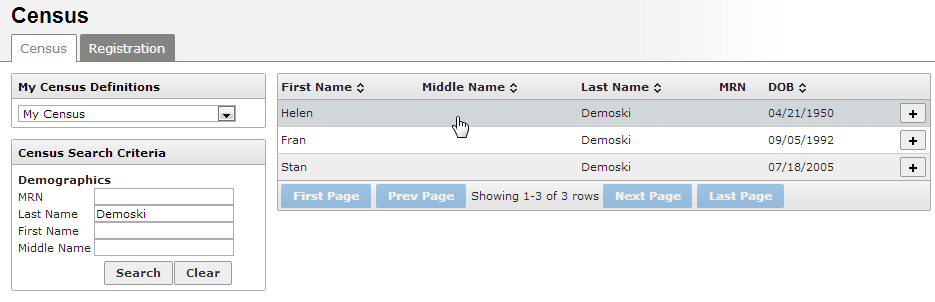 Census
Census Registration
My Census Definitions
My Census
Census Search Criteria
Demographics
MRN
Last Name Demoski
First Name
Middle Name
Search Clear
First Name Middle Name Last Name MRN DOB
Helen Demoski 04/21/1950 +
Fran Demoski 09/05/1992 +
Stan Demoski 07/18/2005 +
First Page Prev Page Showing 1-3 of 3 rows Next Page Last Page